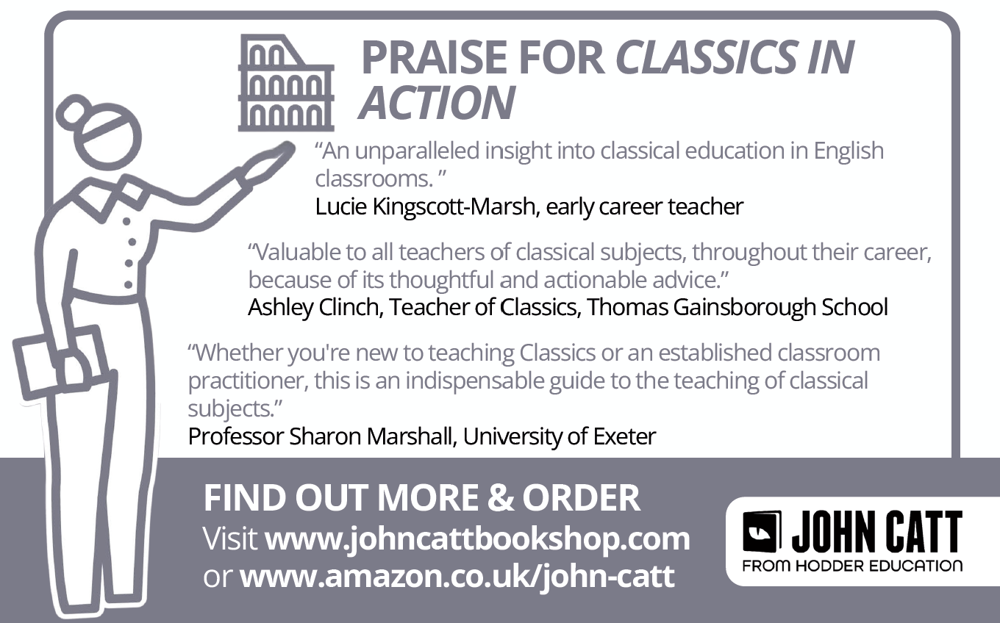 PRAISE FOR CLASSICS IN
ACTION
“An unparalleled insight into classical education in English
classrooms. ”
Lucie Kingscott-Marsh, early career teacher
“Valuable to all teachers of classical subjects, throughout their career,
because of its thoughtful and actionable advice.”
Ashley Clinch, Teacher of Classics, Thomas Gainsborough School
“Whether you're new to teaching Classics or an established classroom
practitioner, this is an indispensable guide to the teaching of classical
subjects.”
Professor Sharon Marshall, University of Exeter
FIND OUT MORE & ORDER
Visit www.johncattbookshop.com
or www.amazon.co.uk/john-catt
JOHN CATT
FROM HODDER EDUCATION